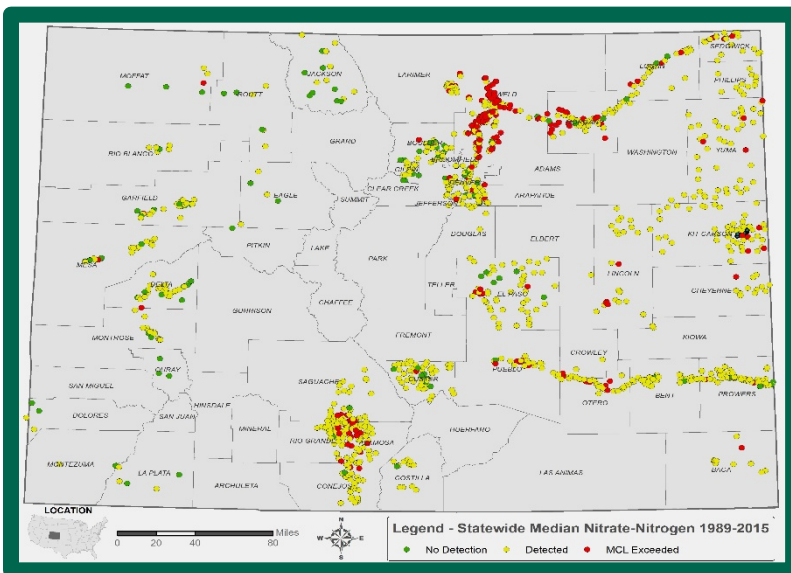 SEDGWICK
LOGAN
MOFFAT
JACKSON
LARIMER
WELD
PHILLIPS
ROUTT
MORGAN
GRAND
BOULDER
WASHINGTON
YUMA
RIO BLANCO
BROOMFIELD
GILPIN
ADAMS
DENVER
CLEAR CREEK
EAGLE
ARAPAHOE
GARFIELD
SUMMIT
JEFFERSON
DOUGLAS
ELBERT
KIT CARSON
PITKIN
LAKE
PARK
MESA
LINCOLN
DELTA
TELLER
CHEYENNE
EL PASO
CHAFFEE
GUNNISON
FREMONT
KIOWA
MONTROSE
CROWLEY
OURAY
PUEBLO
SAGUACHE
CUSTER
SAN MIGUEL
PROWERS
BENT
OTERO
HINSDALE
DOLORES
SAN JUAN
MINERAL
HUERFANO
RIO GRANDE
ALAMOSA
MONTEZUMA
LA PLATA
LAS ANIMAS
BACA
COSTILLA
ARCHULETA
CONEJOS
LOCATION
Miles
0 20 40 80
N
W E
S
Legend - Statewide Median Nitrate-Nitrogen 1989-2015
No Detection Detected MCL Exceeded